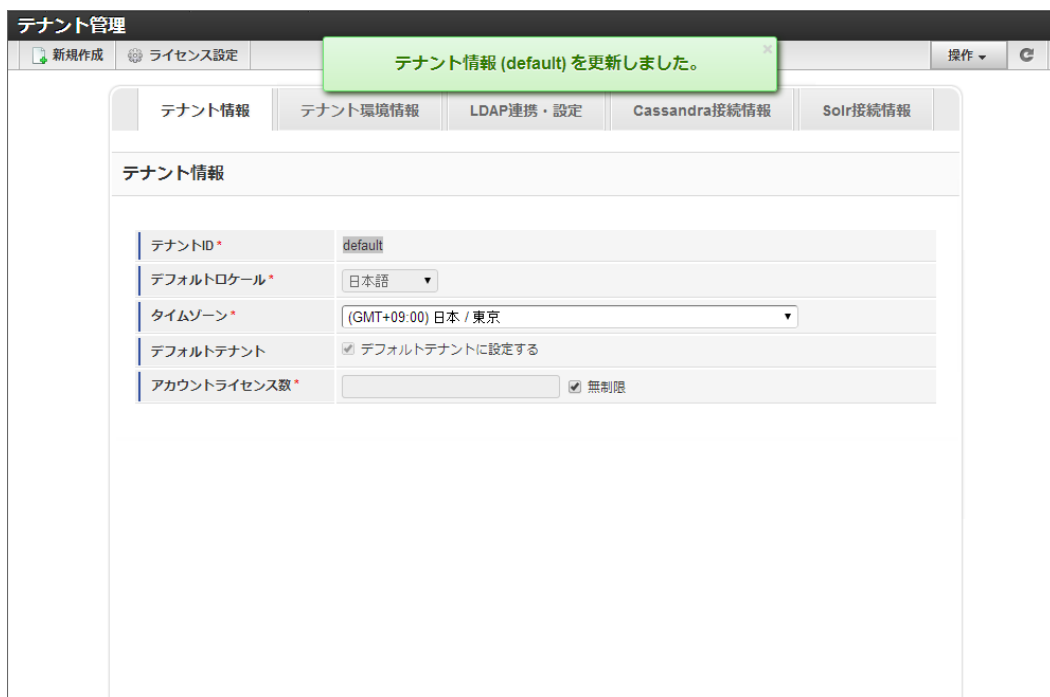 テナント管理
新規作成 ライセンス設定 操作
テナント情報 (default) を更新しました。 ×
テナント情報 テナント環境情報 LDAP連携・設定 Cassandra接続情報 Solr接続情報
テナント情報
テナントID * default
デフォルトロケール * 日本語
タイムゾーン * (GMT+09:00) 日本 / 東京
デフォルトテナント デフォルトテナントに設定する
アカウントライセンス数 * 無制限